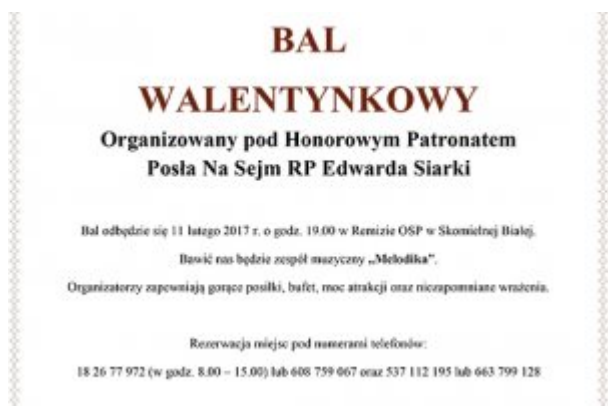 BAL
WALENTYNKOWY
Organizowany pod Honorowym Patronatem
Posła Na Sejm RP Edwarda Siarki
Bal odbędzie się 11 lutego 2017 r. o godz. 19.00 w Remizie OSP w Skomielnej Białej.
Bawić nas będzie zespół muzyczny „Melodika”.
Organizatorzy zapewniają gorące posiłki, bufet, moc atrakcji oraz niezapomniane wrażenia.
Rezerwacja miejsc pod numerami telefonów:
18 26 77 972 (w godz. 8.00 – 15.00) lub 608 759 067 oraz 537 112 195 lub 663 799 128